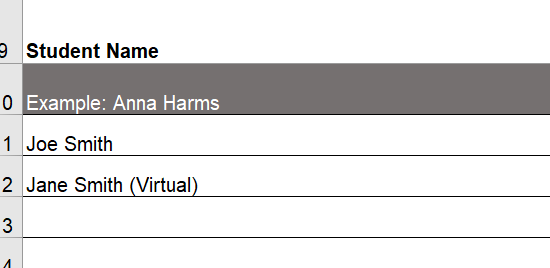 9 Student Name
0 Example: Anna Harms
1 Joe Smith
2 Jane Smith (Virtual)
3
4